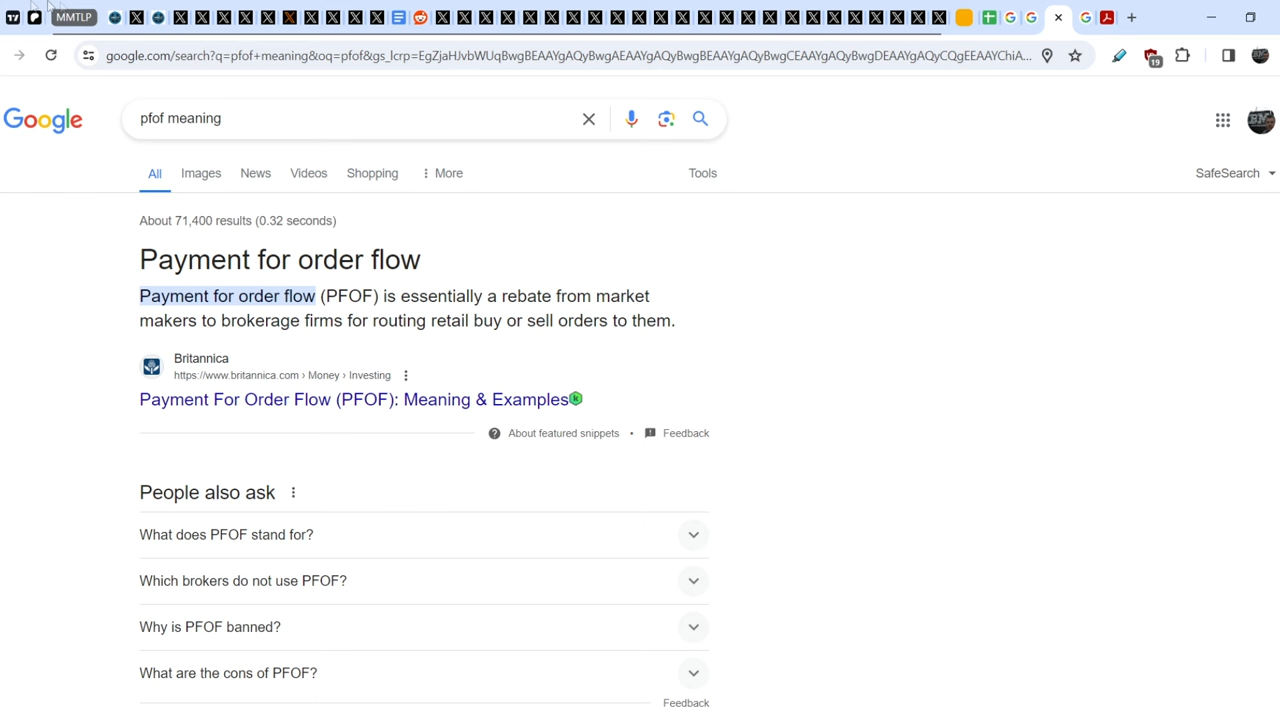 MMTLP
google.com/search?q=pfof+meaning&oq=pfof&gs_lcrp=EgZjaHJvbWUqBwgBEAAYgAQyBwgAEAAYgAQyBwgBEAAYgAQyBwgCEAAYgAQyBwgDEAAYgAQyCQgEEAAYChiA...
19
Google
pfof meaning
BM
All Images News Videos Shopping More Tools SafeSearch
About 71,400 results (0.32 seconds)
Payment for order flow
Payment for order flow (PFOF) is essentially a rebate from market
makers to brokerage firms for routing retail buy or sell orders to them.
Britannica
https://www.britannica.com › Money › Investing
Payment For Order Flow (PFOF): Meaning & Examples
About featured snippets • Feedback
People also ask
What does PFOF stand for?
Which brokers do not use PFOF?
Why is PFOF banned?
What are the cons of PFOF?
Feedback